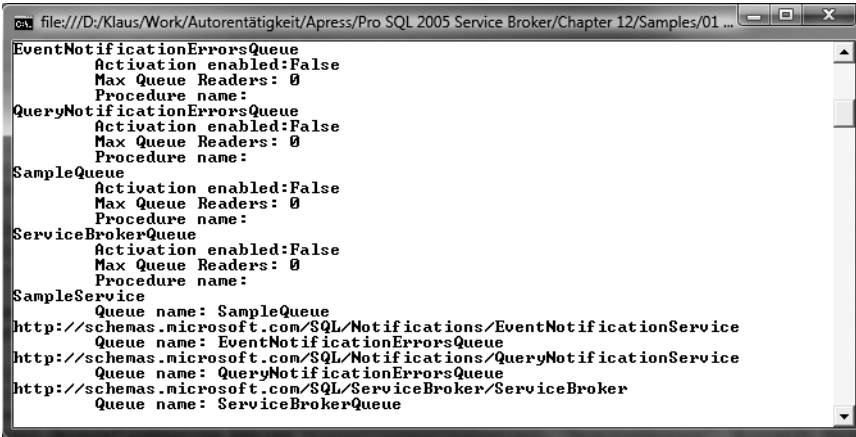 file:///D:/Klaus/Work/Autorentätigkeit/Apress/Pro SQL 2005 Service Broker/Chapter 12/Samples/01 ...
EventNotificationErrorsQueue
Activation enabled:False
Max Queue Readers: 0
Procedure name:
QueryNotificationErrorsQueue
Activation enabled:False
Max Queue Readers: 0
Procedure name:
SampleQueue
Activation enabled:False
Max Queue Readers: 0
Procedure name:
ServiceBrokerQueue
Activation enabled:False
Max Queue Readers: 0
Procedure name:
SampleService
Queue name: SampleQueue
http://schemas.microsoft.com/SQL/Notifications/EventNotificationService
Queue name: EventNotificationErrorsQueue
http://schemas.microsoft.com/SQL/Notifications/QueryNotificationService
Queue name: QueryNotificationErrorsQueue
http://schemas.microsoft.com/SQL/ServiceBroker/ServiceBroker
Queue name: ServiceBrokerQueue